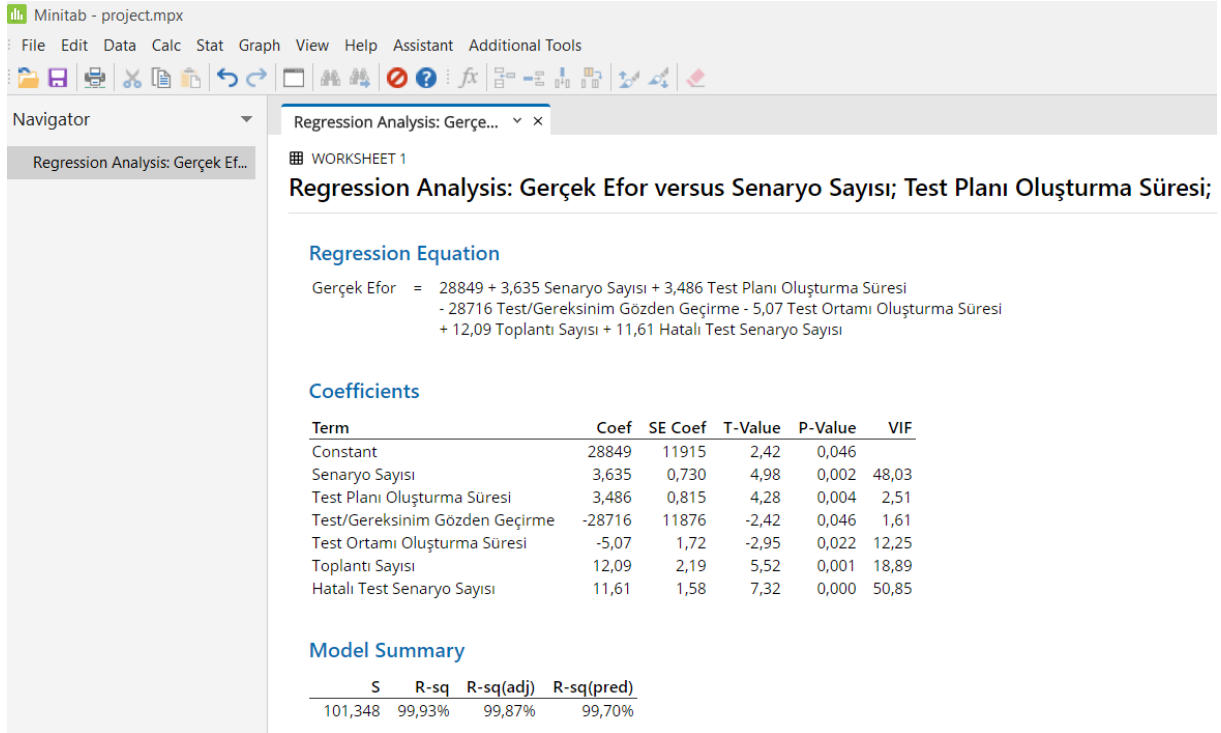 Minitab - project.mpx
File Edit Data Calc Stat Graph View Help Assistant Additional Tools
fx
Navigator
Regression Analysis: Gerçe...
Regression Analysis: Gerçek Ef...
WORKSHEET 1
Regression Analysis: Gerçek Efor versus Senaryo Sayısı; Test Planı Oluşturma Süresi;
Regression Equation
Gerçek Efor = 28849 + 3,635 Senaryo Sayısı + 3,486 Test Planı Oluşturma Süresi
- 28716 Test/Gereksinim Gözden Geçirme - 5,07 Test Ortamı Oluşturma Süresi
+ 12,09 Toplantı Sayısı + 11,61 Hatalı Test Senaryo Sayısı
Coefficients
Term Coef SE Coef T-Value P-Value VIF
Constant 28849 11915 2,42 0,046
Senaryo Sayısı 3,635 0,730 4,98 0,002 48,03
Test Planı Oluşturma Süresi 3,486 0,815 4,28 0,004 2,51
Test/Gereksinim Gözden Geçirme -28716 11876 -2,42 0,046 1,61
Test Ortamı Oluşturma Süresi -5,07 1,72 -2,95 0,022 12,25
Toplantı Sayısı 12,09 2,19 5,52 0,001 18,89
Hatalı Test Senaryo Sayısı 11,61 1,58 7,32 0,000 50,85
Model Summary
S R-sq R-sq(adj) R-sq(pred)
101,348 99,93% 99,87% 99,70%